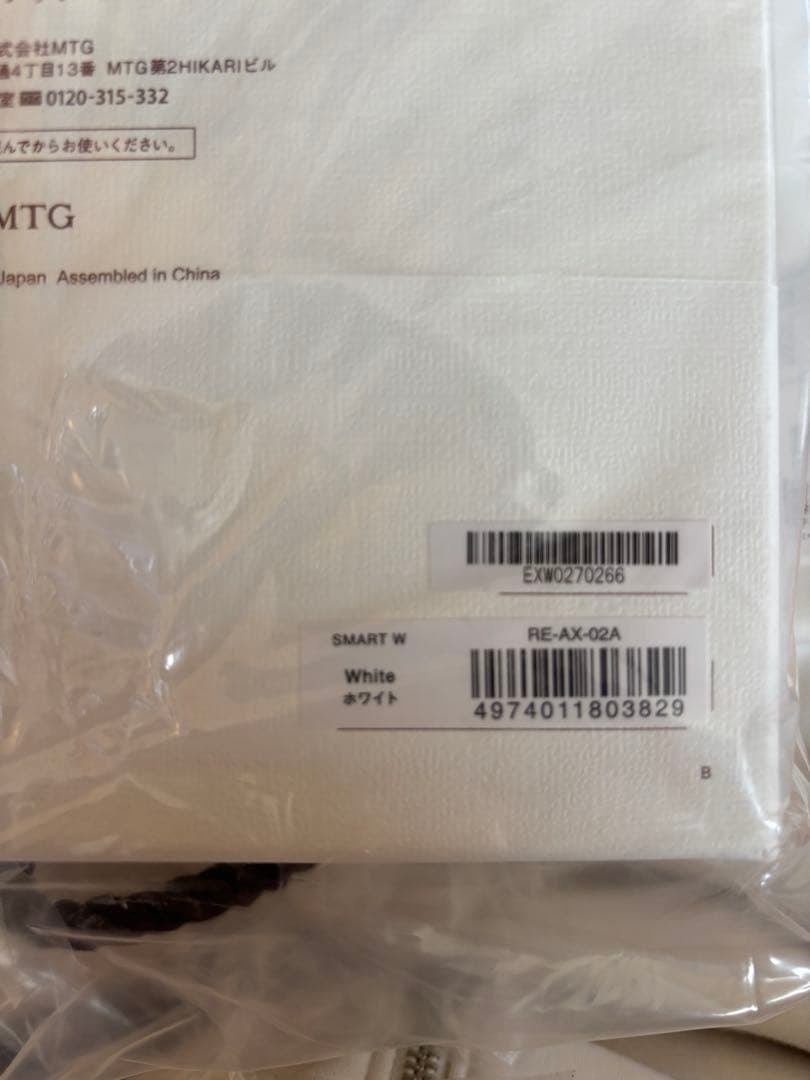 式会社MTG
通4丁目13番 MTG第2HIKARIビル
室 0120-315-332
んでからお使いください。
MTG
Japan Assembled in China
EXW0270266
SMART W
RE-AX-02A
White
ホワイト
4974011803829
B